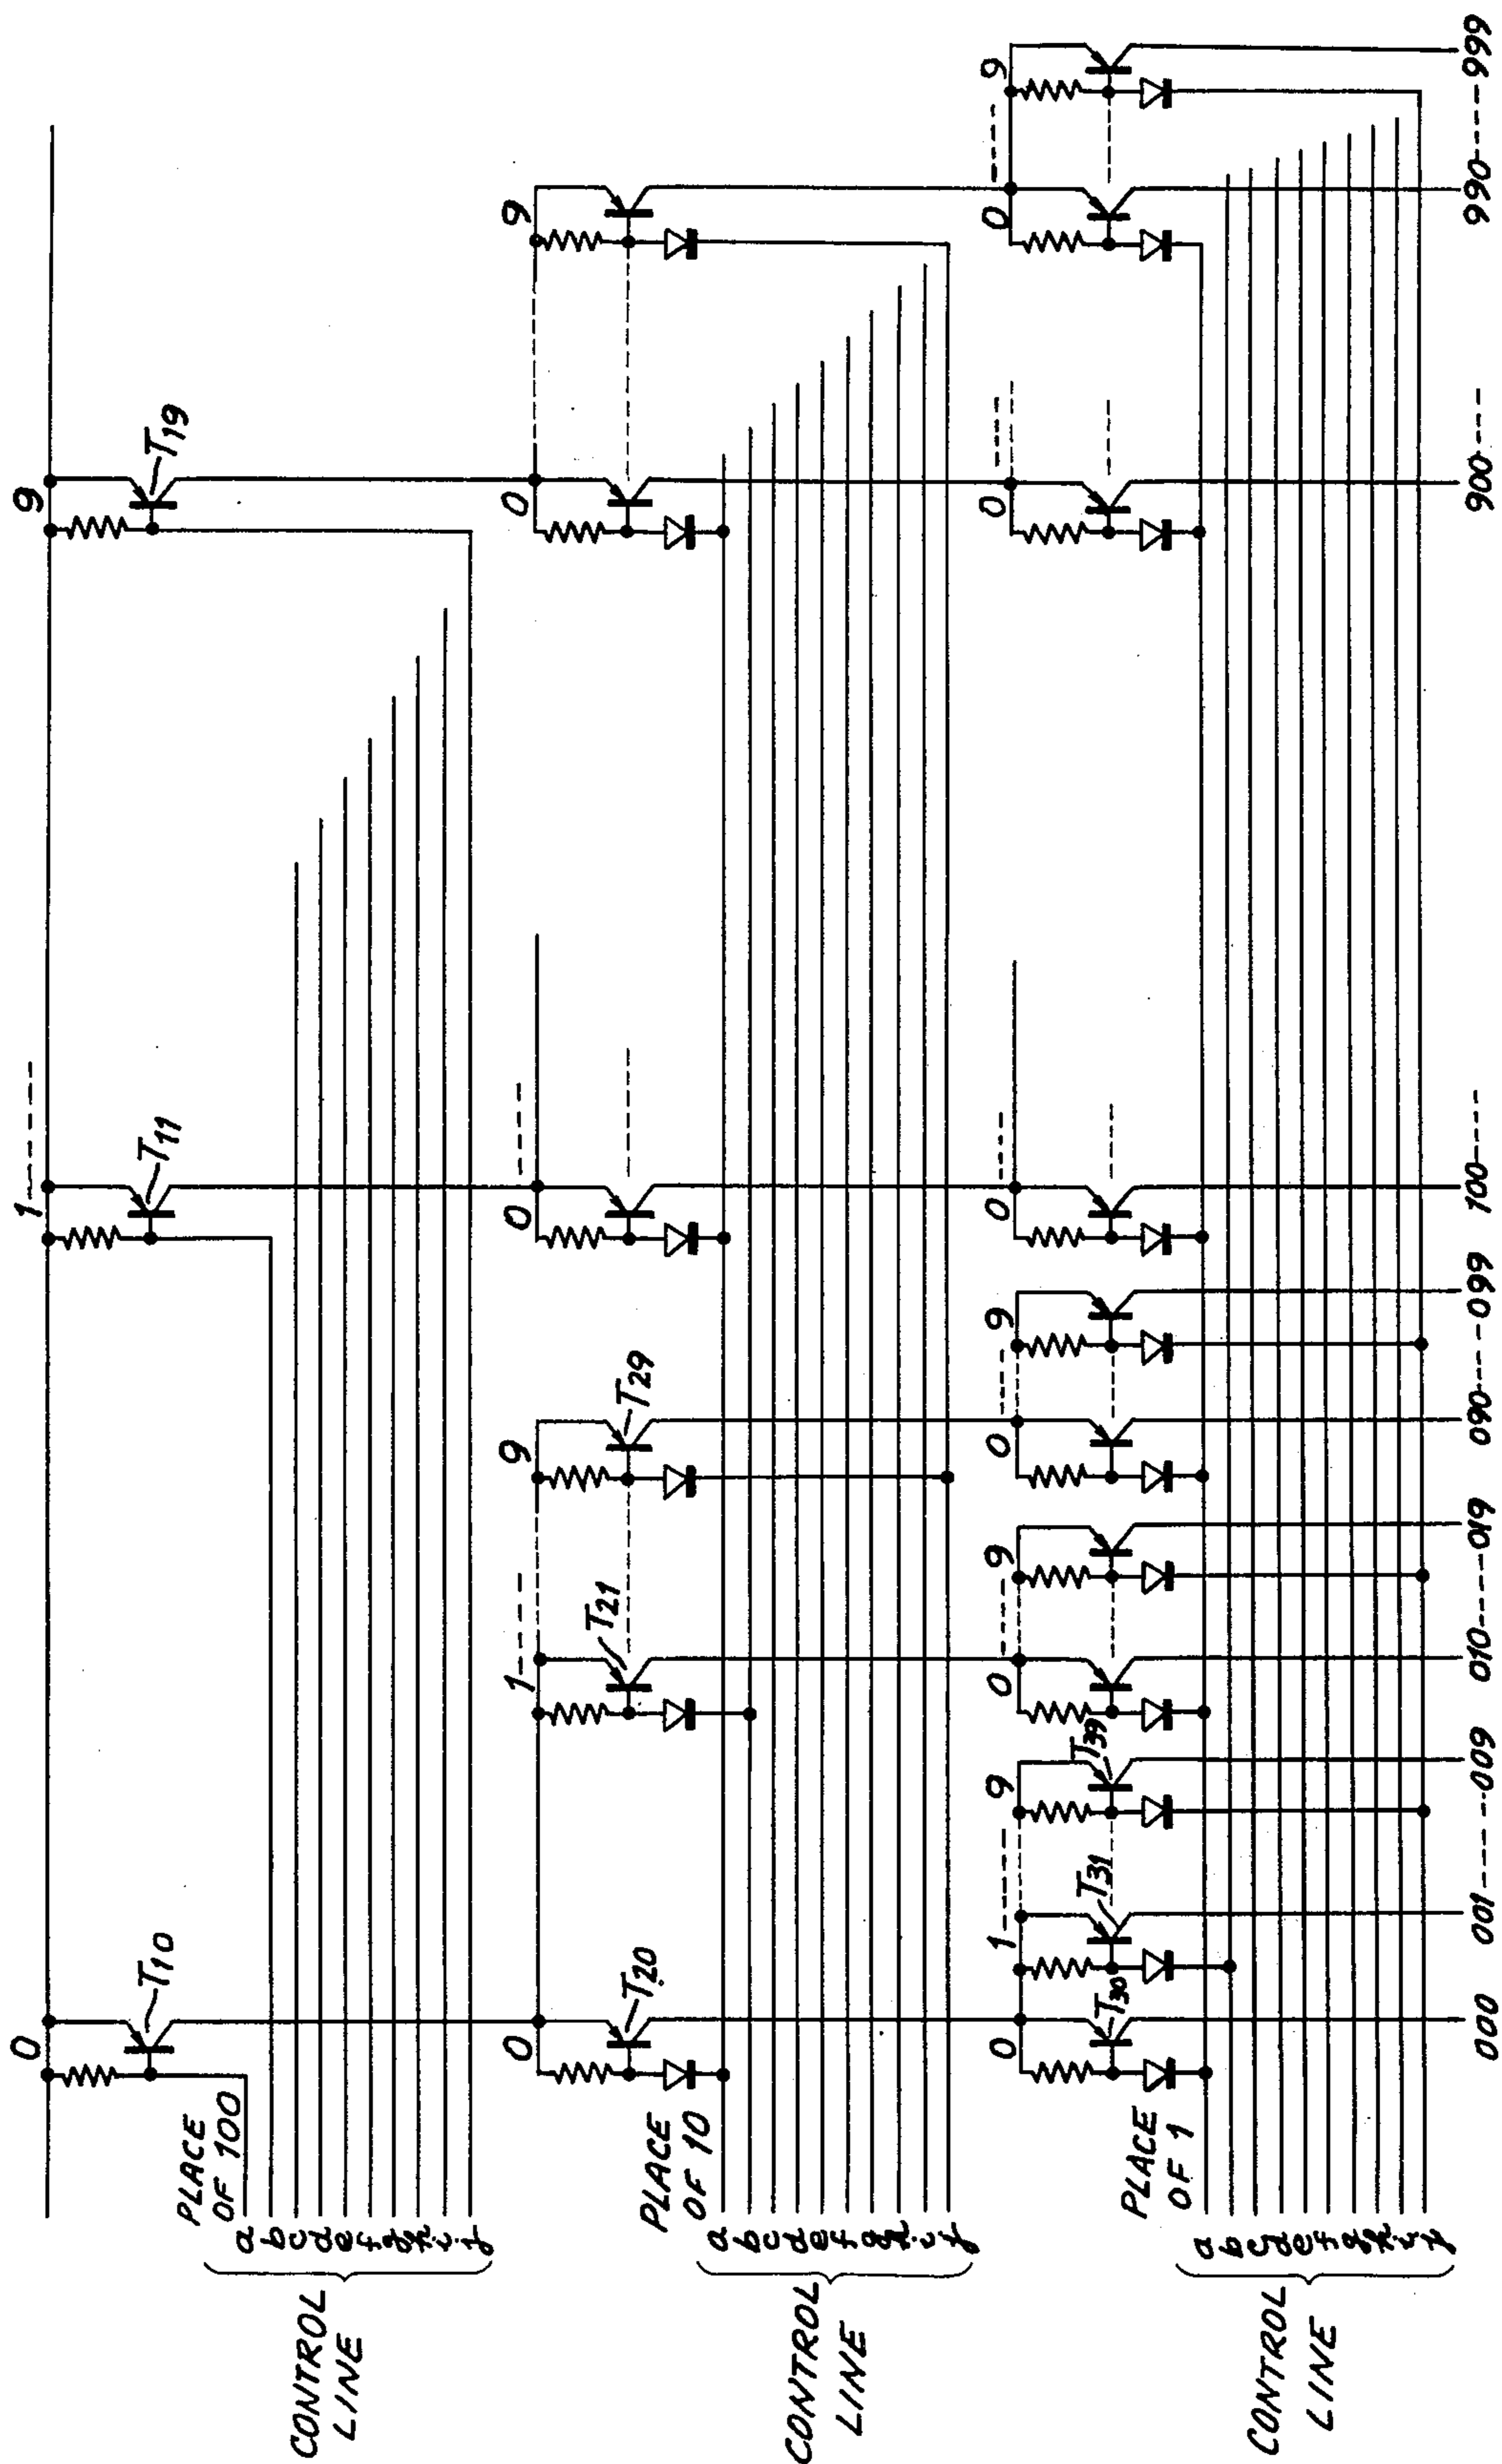 0
1-----
9
T10
T11
T19
PLACE
OF 100
a
b
c
d
e
f
g
h
i
j
CONTROL
LINE
0
1-----
9
0-----
0
9
T20
T21
T29
PLACE
OF 10
a
b
c
d
e
f
g
h
i
j
CONTROL
LINE
0
1-----
9
0-----
9
0-----
9
0-----
0-----
0-----
9
T30
T31
T39
PLACE
OF 1
a
b
c
d
e
f
g
h
i
j
CONTROL
LINE
000 001-----009 010-----019 090-----099 100----- 900----- 990-----999